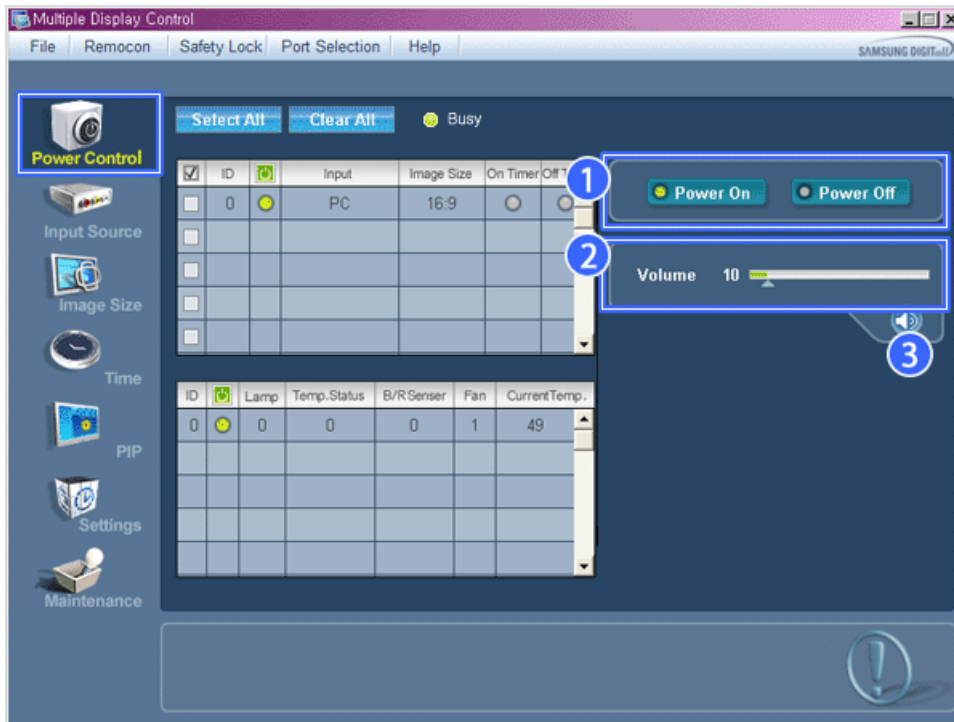 Multiple Display Control
File Remocon Safety Lock Port Selection Help
SAMSUNG DIGITall
Select All Clear All Busy
Power Control
ID Input Image Size On Timer Off T
1
Power On Power Off
0 PC 16:9
Input Source
2
Volume 10
Image Size
3
Time
ID Lamp Temp.Status B/RSenser Fan CurrentTemp.
0 0 0 0 1 49
PIP
Settings
Maintenance